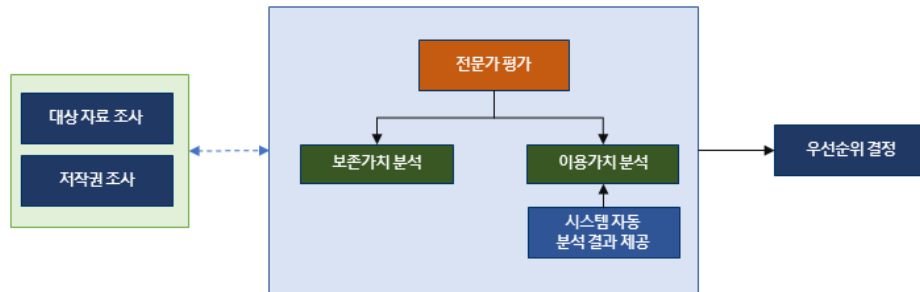 전문가 평가
대상 자료 조사
저작권 조사
보존가치 분석
이용가치 분석
시스템 자동
분석 결과 제공
우선순위 결정